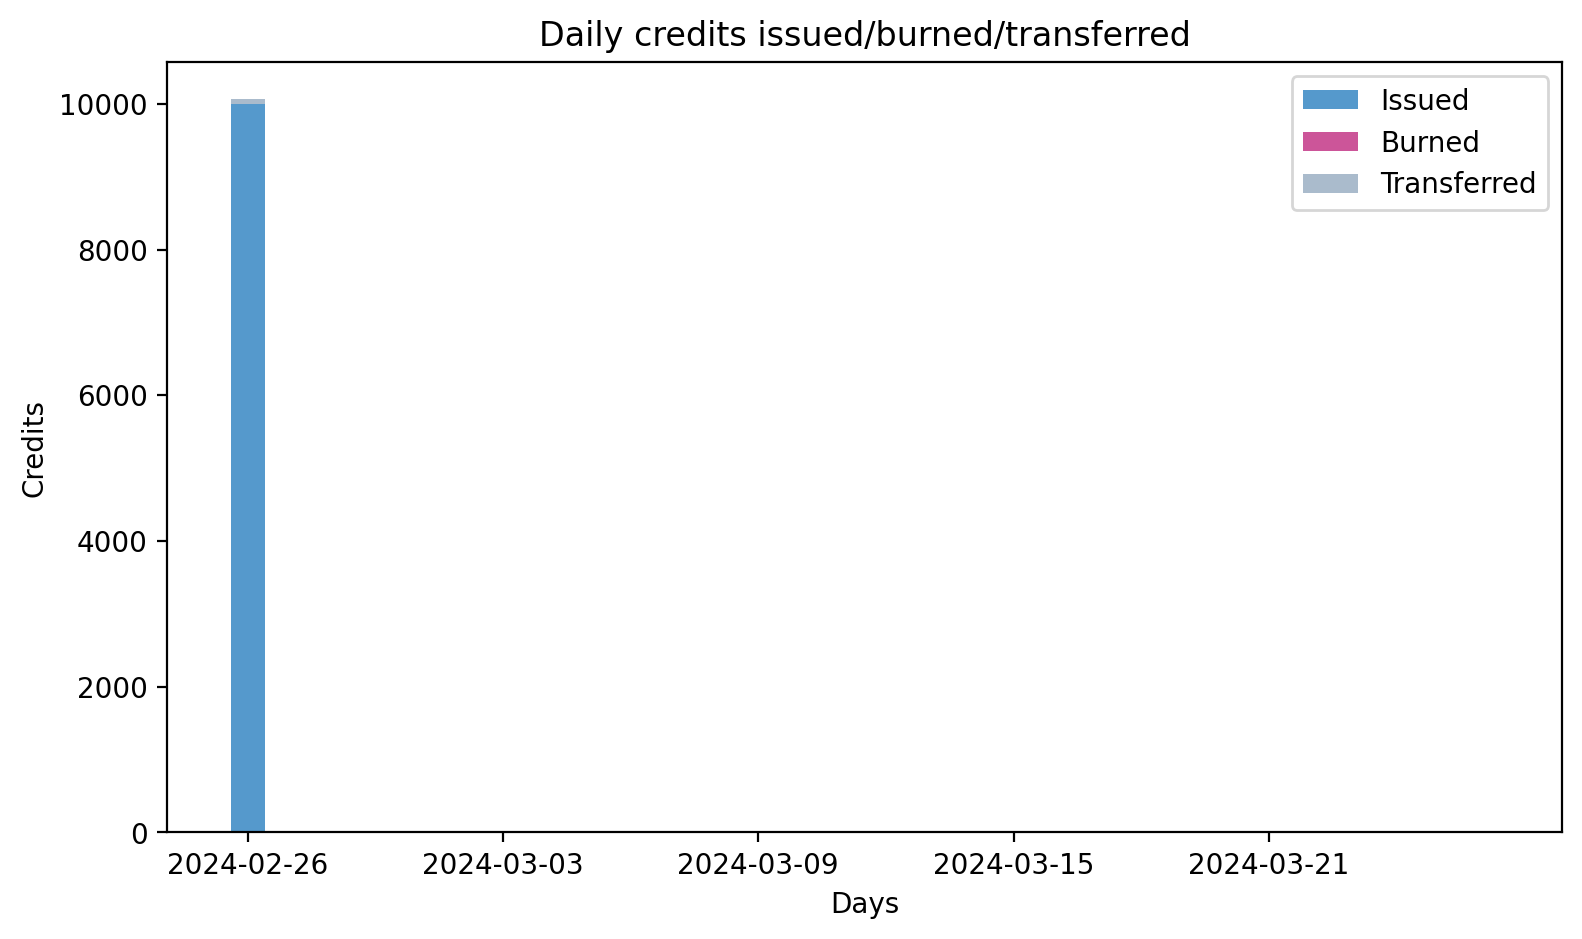 Daily credits issued/burned/transferred
10000
8000
6000
4000
2000
0
Credits
Issued
Burned
Transferred
2024-02-26
2024-03-03
2024-03-09
2024-03-15
2024-03-21
Days